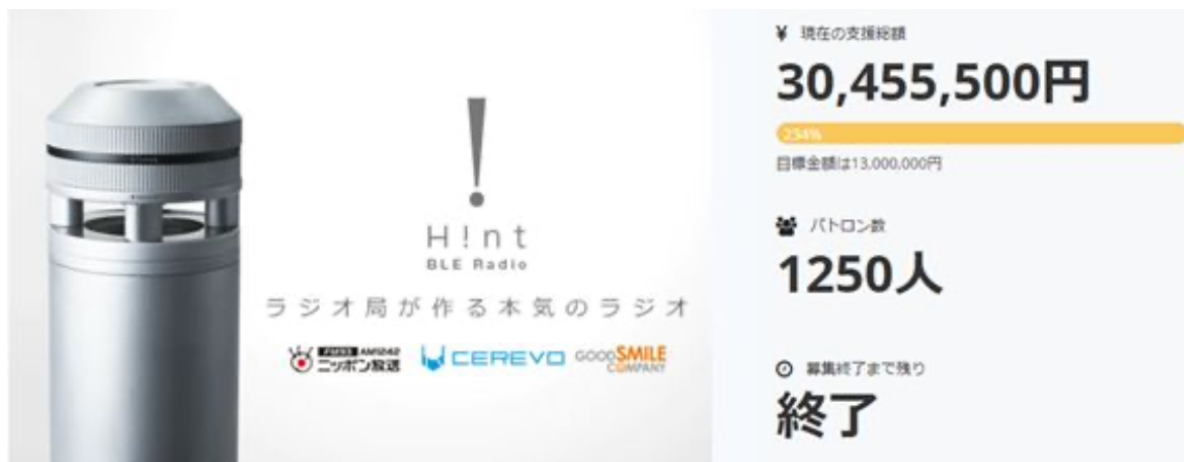 !
H!nt
BLE Radio
ラジオ局が作る本気のラジオ
FM93 AM1242
ニッポン放送
CEREVO
GOOD SMILE
COMPANY
¥ 現在の支援総額
30,455,500円
234%
目標金額は13,000,000円
パトロン数
1250人
募集終了まで残り
終了